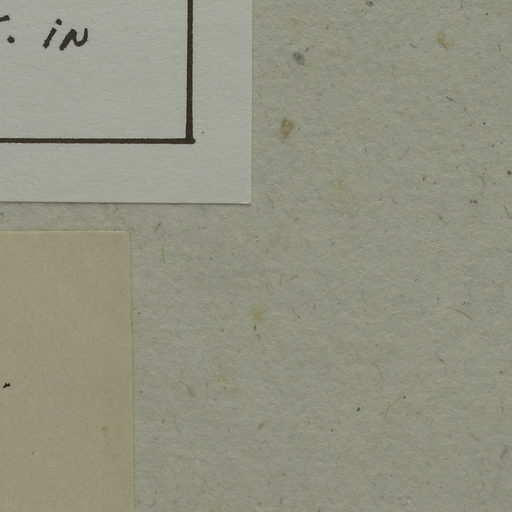 . IN